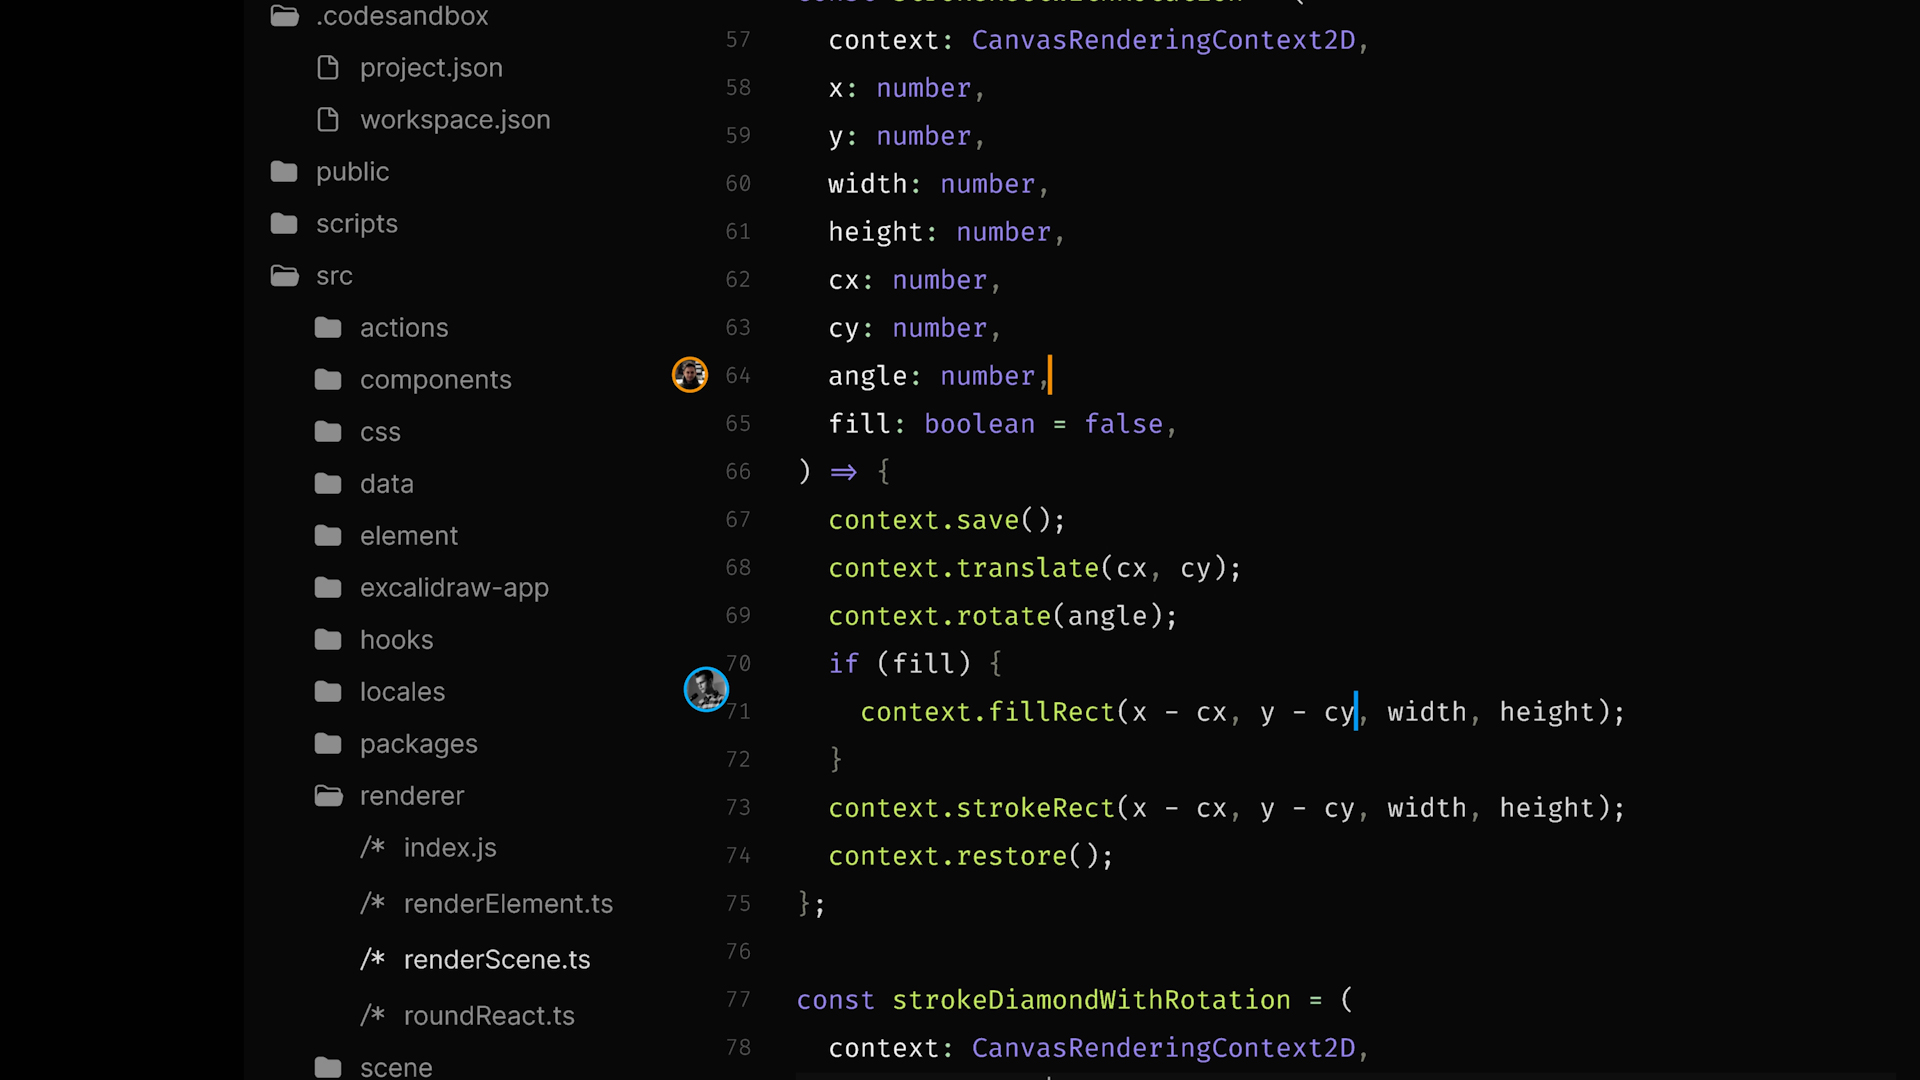 .codesandbox
project.json
workspace.json
public
scripts
src
actions
components
css
data
element
excalidraw-app
hooks
locales
packages
renderer
/* index.js
/* renderElement.ts
/* renderScene.ts
/* roundReact.ts
scene
57 context: CanvasRenderingContext2D,
58 x: number,
59 y: number,
60 width: number,
61 height: number,
62 cx: number,
63 cy: number,
64 angle: number,
65 fill: boolean = false,
66 ) => {
67 context.save();
68 context.translate(cx, cy);
69 context.rotate(angle);
70 if (fill) {
71 context.fillRect(x - cx, y - cy, width, height);
72 }
73 context.strokeRect(x - cx, y - cy, width, height);
74 context.restore();
75 };
76
77 const strokeDiamondWithRotation = (
78 context: CanvasRenderingContext2D,